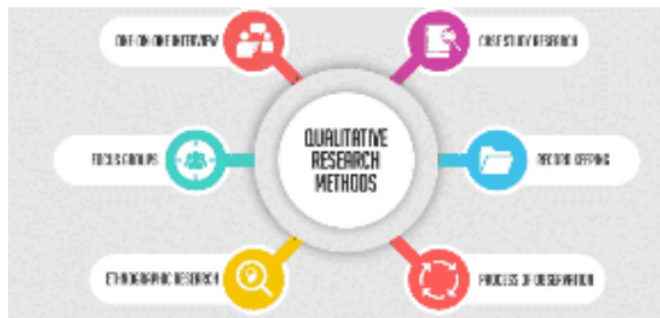 QUALITATIVE
RESEARCH
METHODS
ONE-ON-ONE INTERVIEW
FOCUS GROUPS
ETHNOGRAPHIC RESEARCH
CASE STUDY RESEARCH
RECORD KEEPING
PROCESS OF OBSERVATION